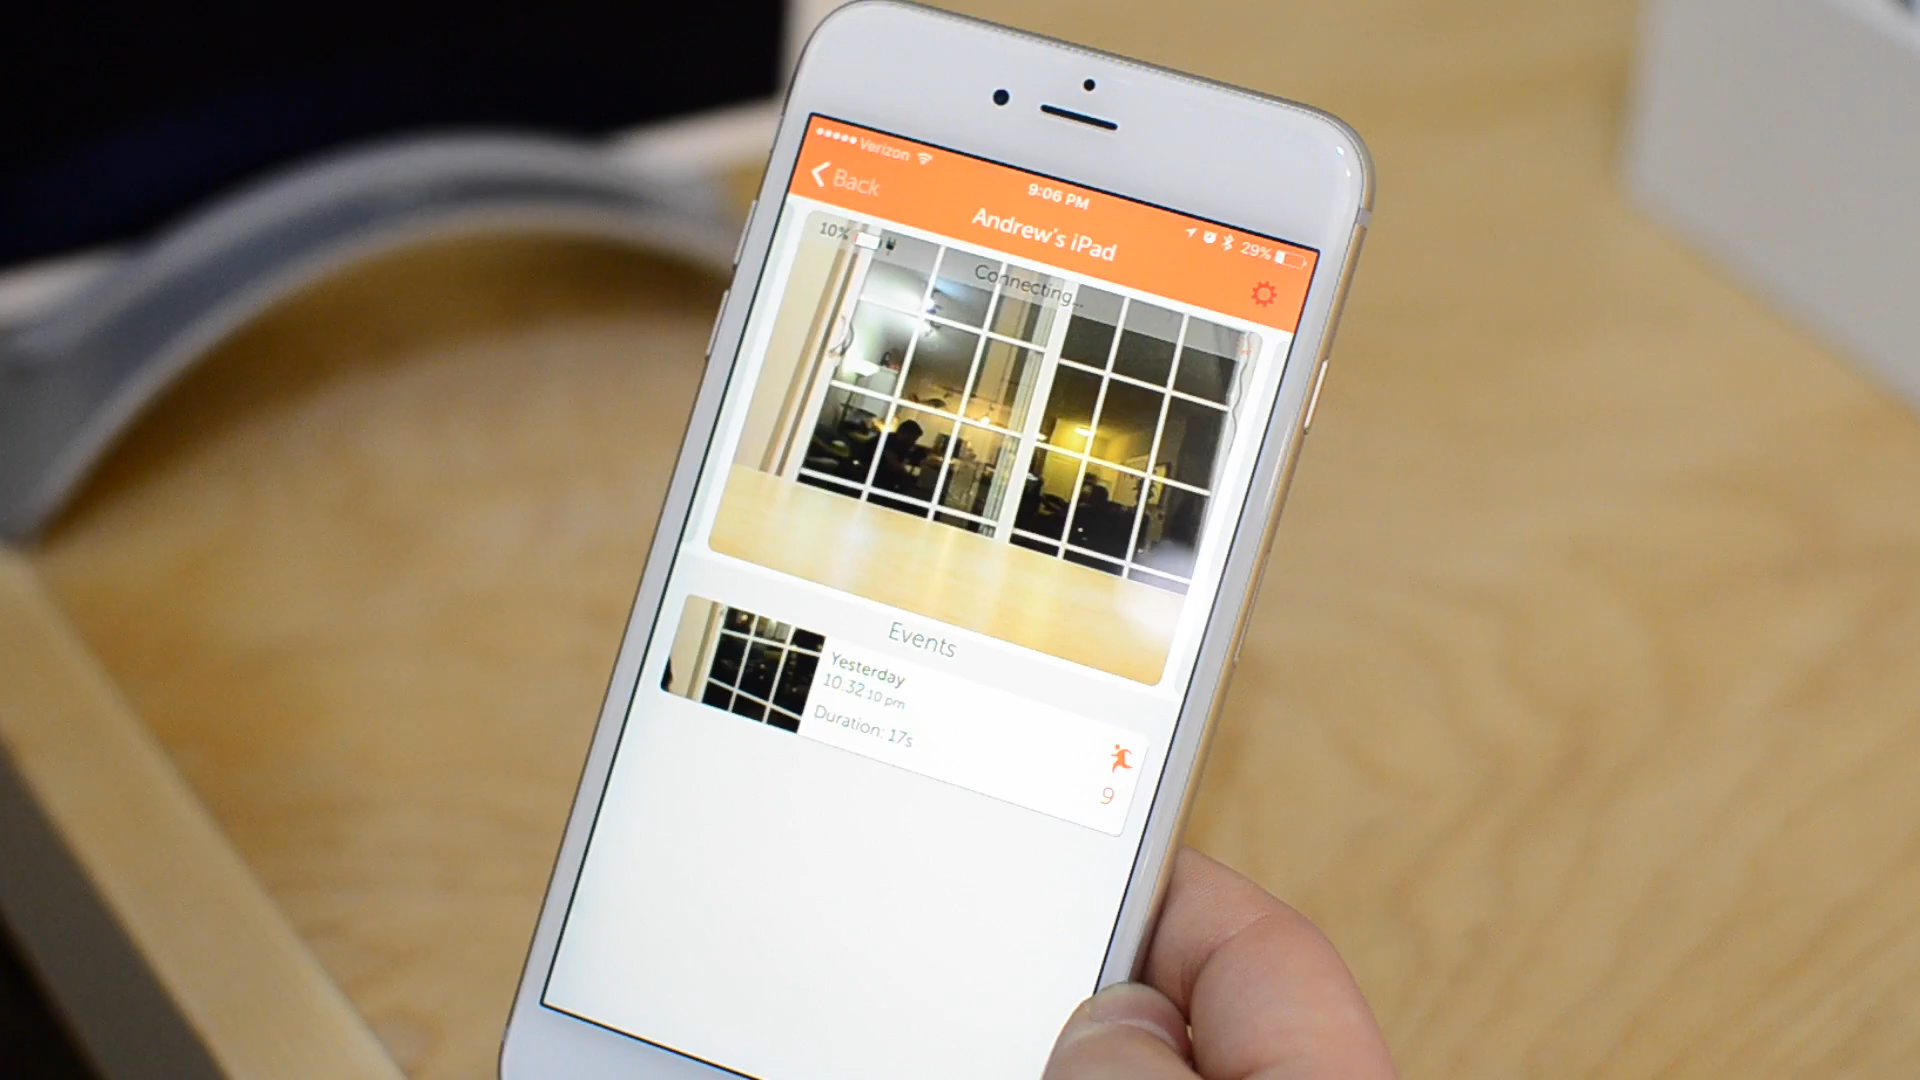 Verizon
9:06 PM
29%
Back
Andrew's iPad
10%
Connecting...
Events
Yesterday
10:32:10 pm
Duration: 17s
9